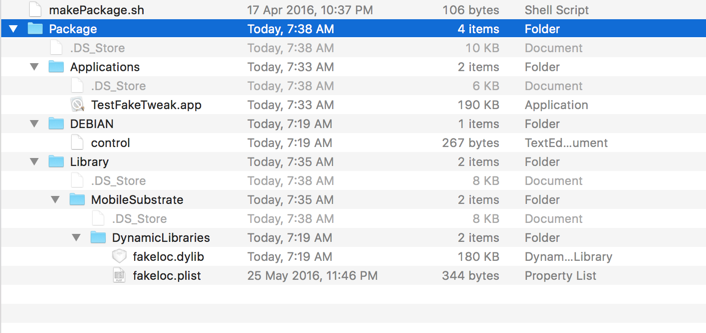 makePackage.sh 17 Apr 2016, 10:37 PM 106 bytes Shell Script
Package Today, 7:38 AM 4 items Folder
.DS_Store Today, 7:38 AM 10 KB Document
Applications Today, 7:33 AM 2 items Folder
.DS_Store Today, 7:38 AM 6 KB Document
TestFakeTweak.app Today, 7:33 AM 190 KB Application
DEBIAN Today, 7:19 AM 1 items Folder
control Today, 7:19 AM 267 bytes TextEd...ument
Library Today, 7:35 AM 2 items Folder
.DS_Store Today, 7:38 AM 8 KB Document
MobileSubstrate Today, 7:35 AM 2 items Folder
.DS_Store Today, 7:38 AM 8 KB Document
DynamicLibraries Today, 7:19 AM 2 items Folder
fakeloc.dylib Today, 7:19 AM 180 KB Dynam...Library
fakeloc.plist 25 May 2016, 11:46 PM 344 bytes Property List